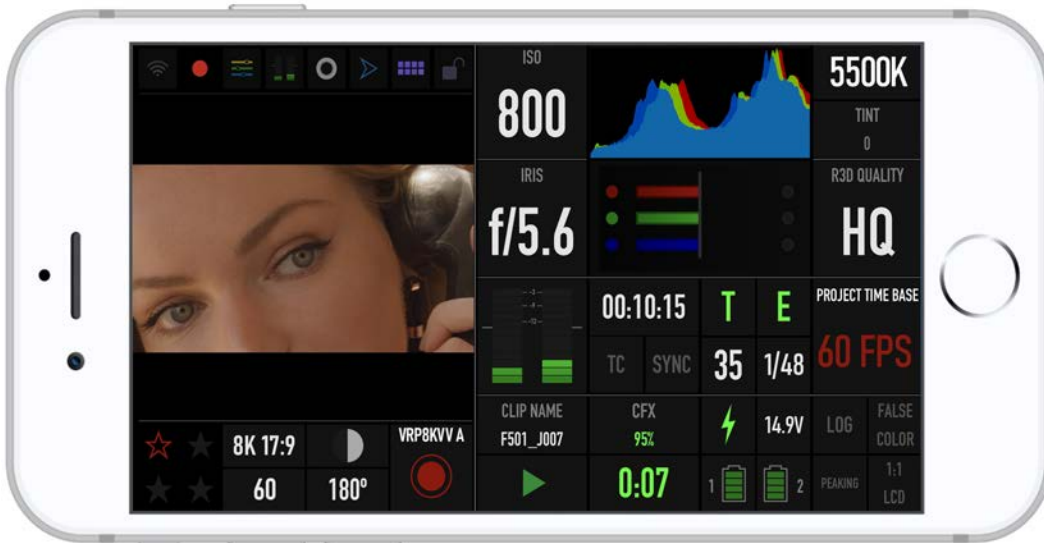 ISO
800
5500K
TINT
0
IRIS
f/5.6
R3D QUALITY
HQ
00:10:15
T
E
PROJECT TIME BASE
60 FPS
TC
SYNC
35
1/48
8K 17:9
60
180°
VRP8KVV A
CLIP NAME
F501_J007
CFX
95%
14.9V
LOG
FALSE
COLOR
0:07
1
2
PEAKING
1:1
LCD